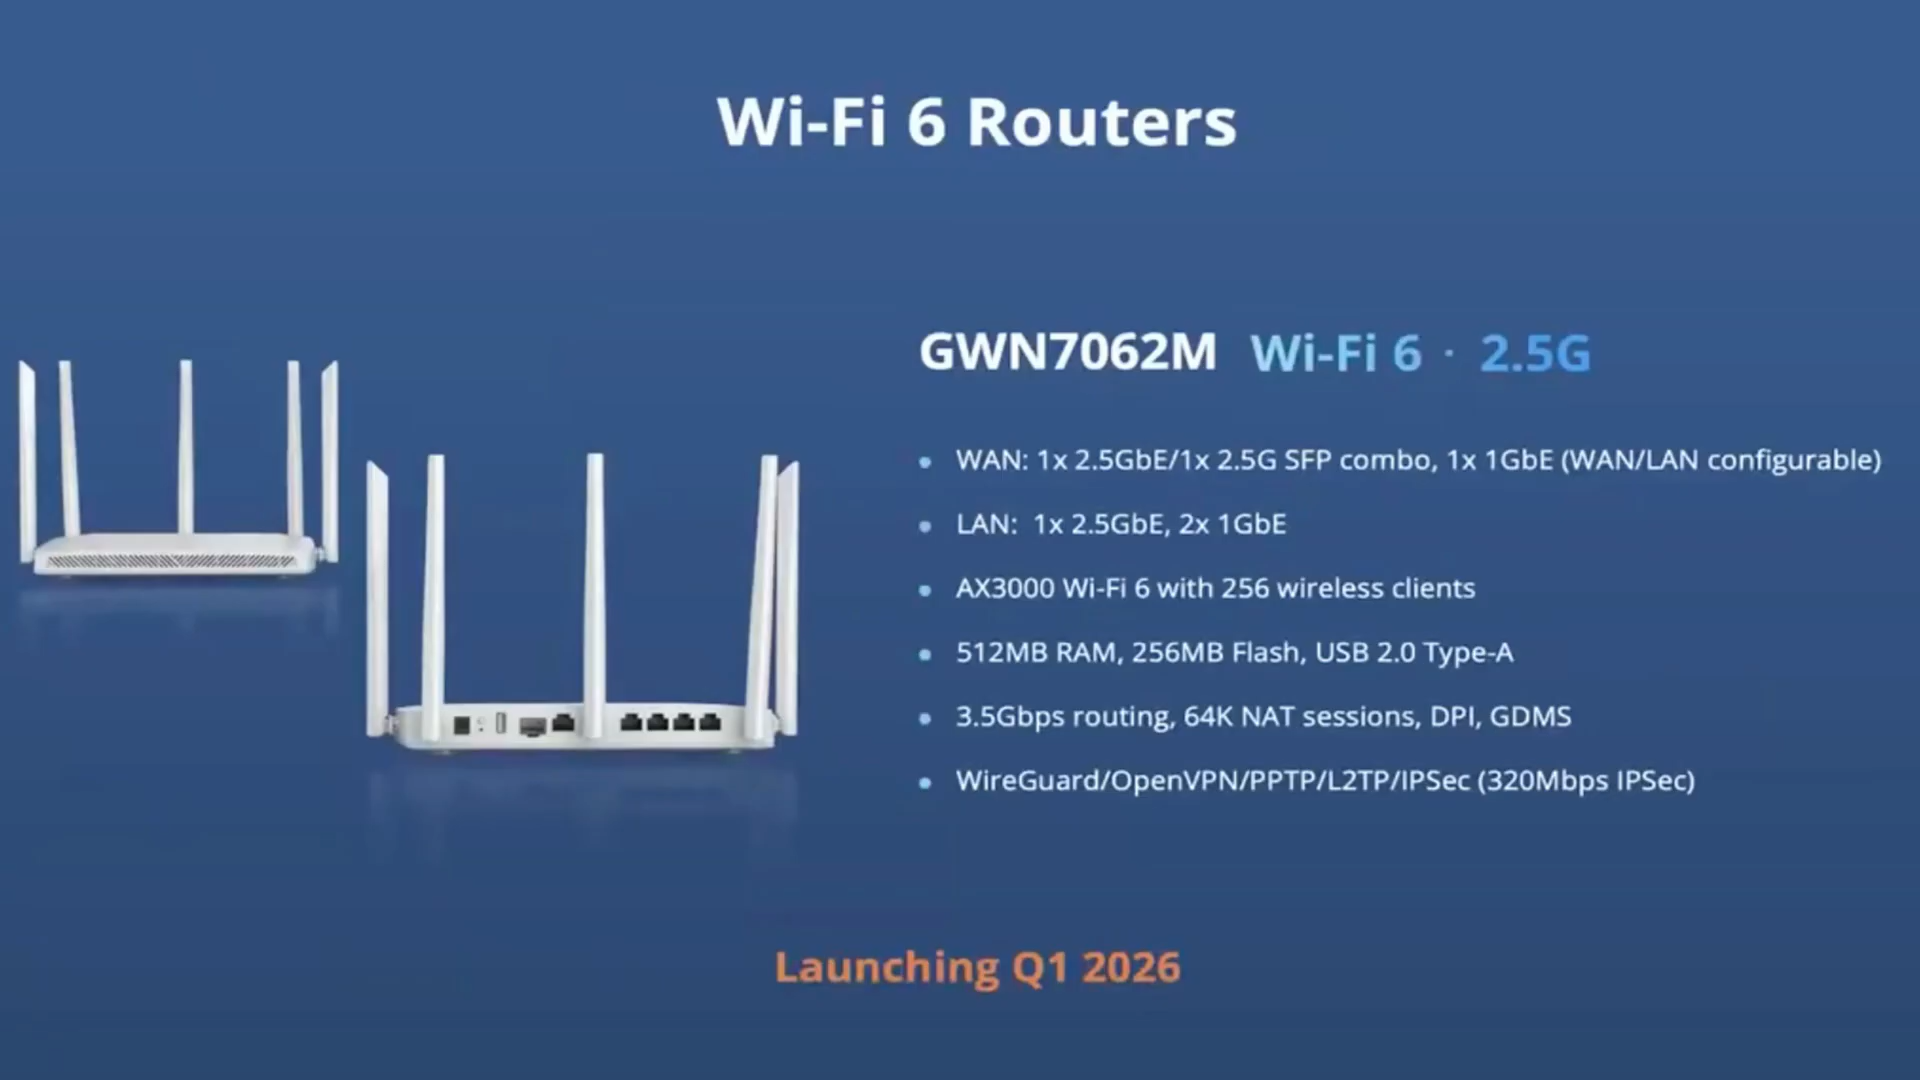 Wi-Fi 6 Routers
GWN7062M Wi-Fi 6 · 2.5G
• WAN: 1x 2.5GbE/1x 2.5G SFP combo, 1x 1GbE (WAN/LAN configurable)
• LAN: 1x 2.5GbE, 2x 1GbE
• AX3000 Wi-Fi 6 with 256 wireless clients
• 512MB RAM, 256MB Flash, USB 2.0 Type-A
• 3.5Gbps routing, 64K NAT sessions, DPI, GDMS
• WireGuard/OpenVPN/PPTP/L2TP/IPSec (320Mbps IPSec)
Launching Q1 2026